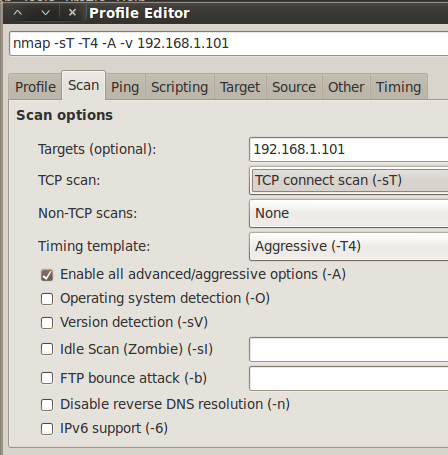 Profile Editor
nmap -sT -T4 -A -v 192.168.1.101
Profile Scan Ping Scripting Target Source Other Timing
Scan options
Targets (optional): 192.168.1.101
TCP scan: TCP connect scan (-sT)
Non-TCP scans: None
Timing template: Aggressive (-T4)
Enable all advanced/aggressive options (-A)
Operating system detection (-O)
Version detection (-sV)
Idle Scan (Zombie) (-sI)
FTP bounce attack (-b)
Disable reverse DNS resolution (-n)
IPv6 support (-6)